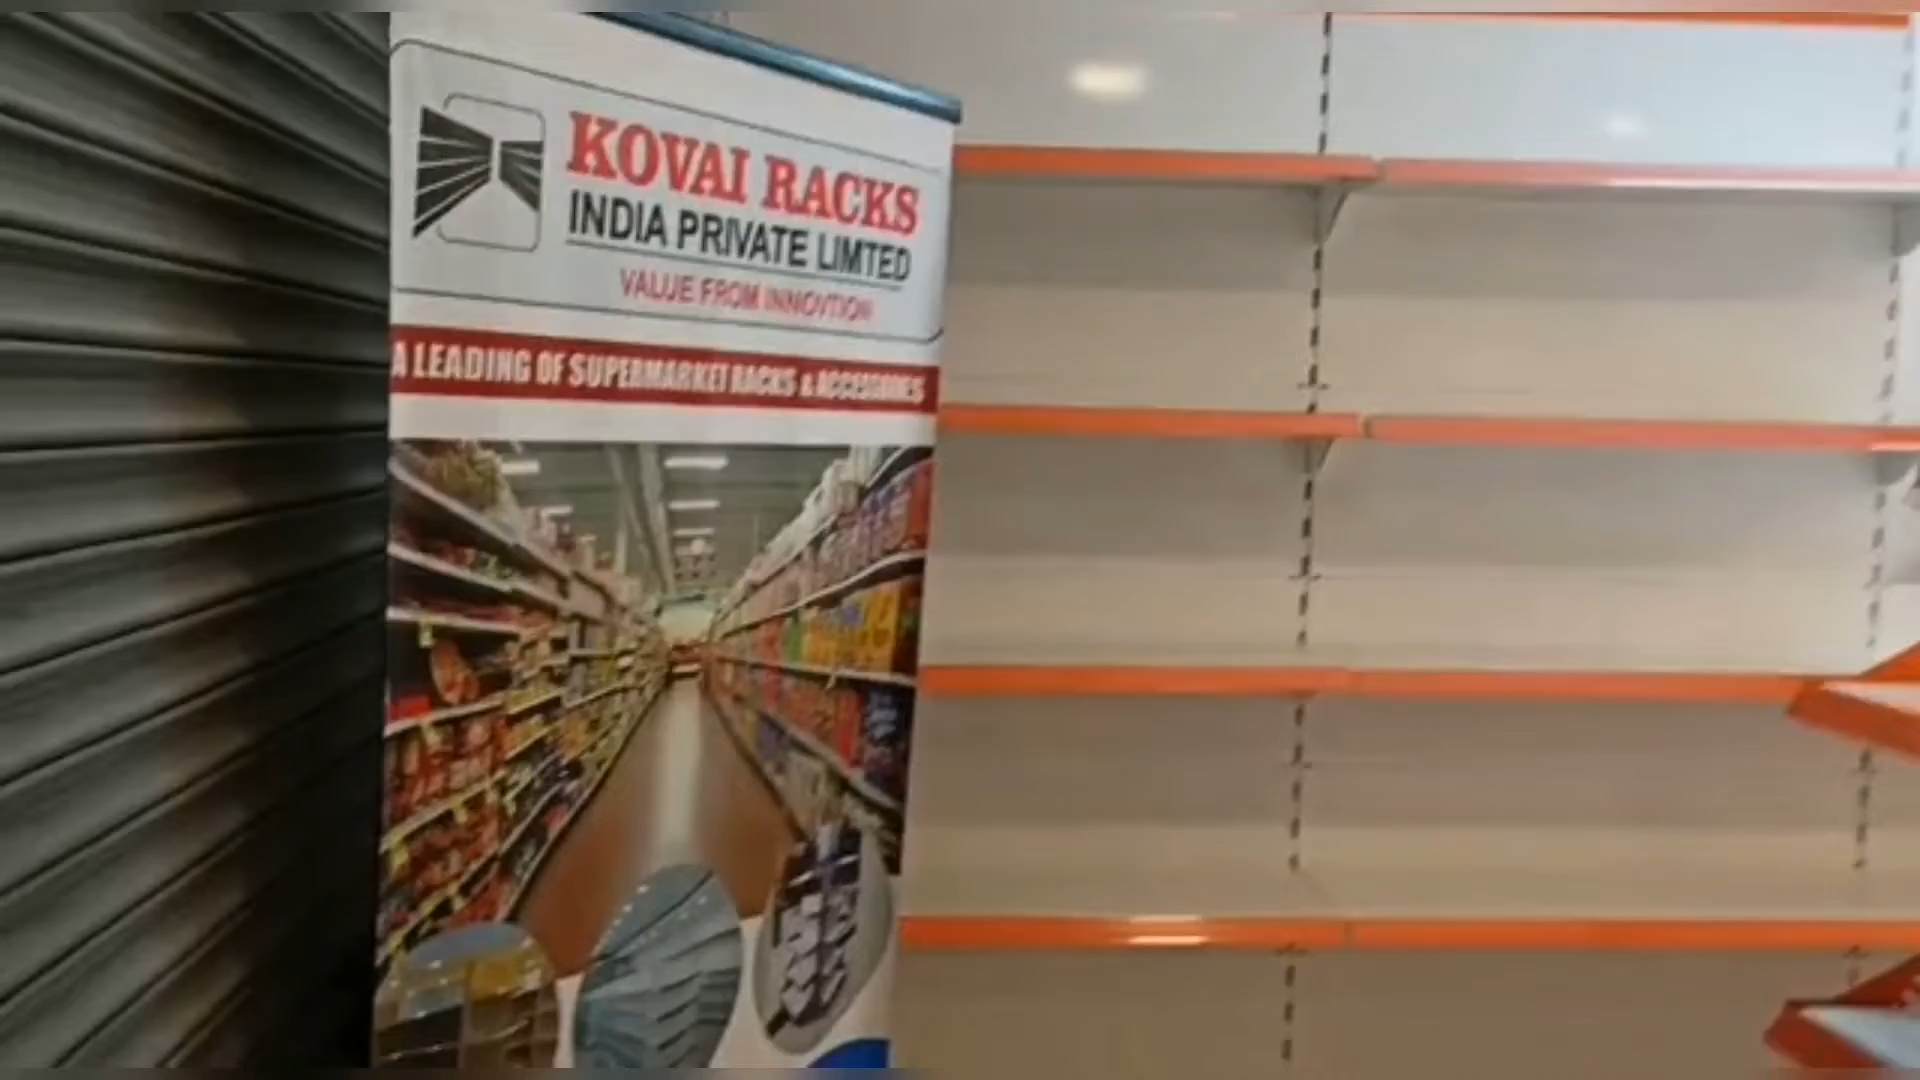 KOVAI RACKS
INDIA PRIVATE LIMTED
VALUE FROM INNOVTION
A LEADING OF SUPERMARKET RACKS & ACCESSORIES